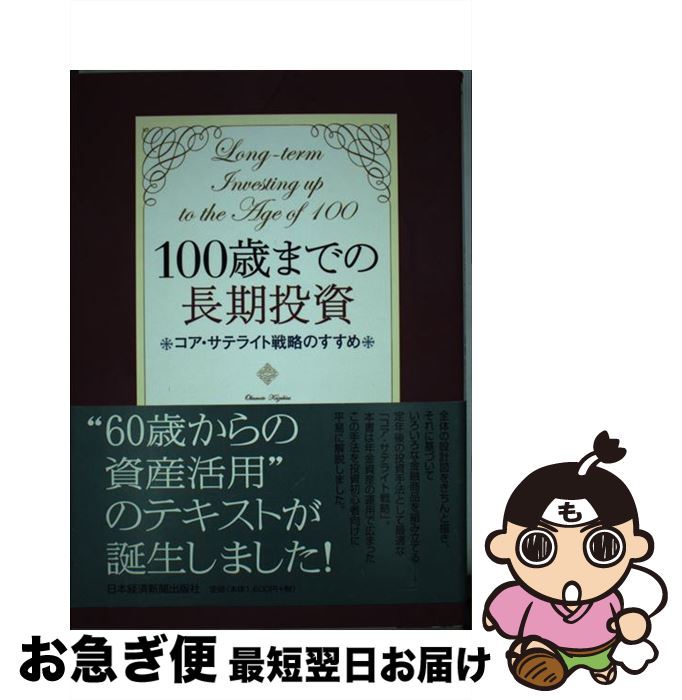 Long-term
Investing up
to the Age of 100
100歳までの
長期投資
コア・サテライト戦略のすすめ
Okamoto Kazuhisa
“60歳からの
資産活用”
のテキストが
誕生しました!
全体の設計図をきちんと描き、
それに基づいて
いろいろな金融商品を組み立てる――
定年後の投資手法として最適な
「コア・サテライト戦略」。
本書は年金資産の運用で広まった
この手法を投資初心者向けに
平易に解説しました。
日本経済新聞出版社
定価(本体1,600円+税)
も
お急ぎ便 最短翌日お届け